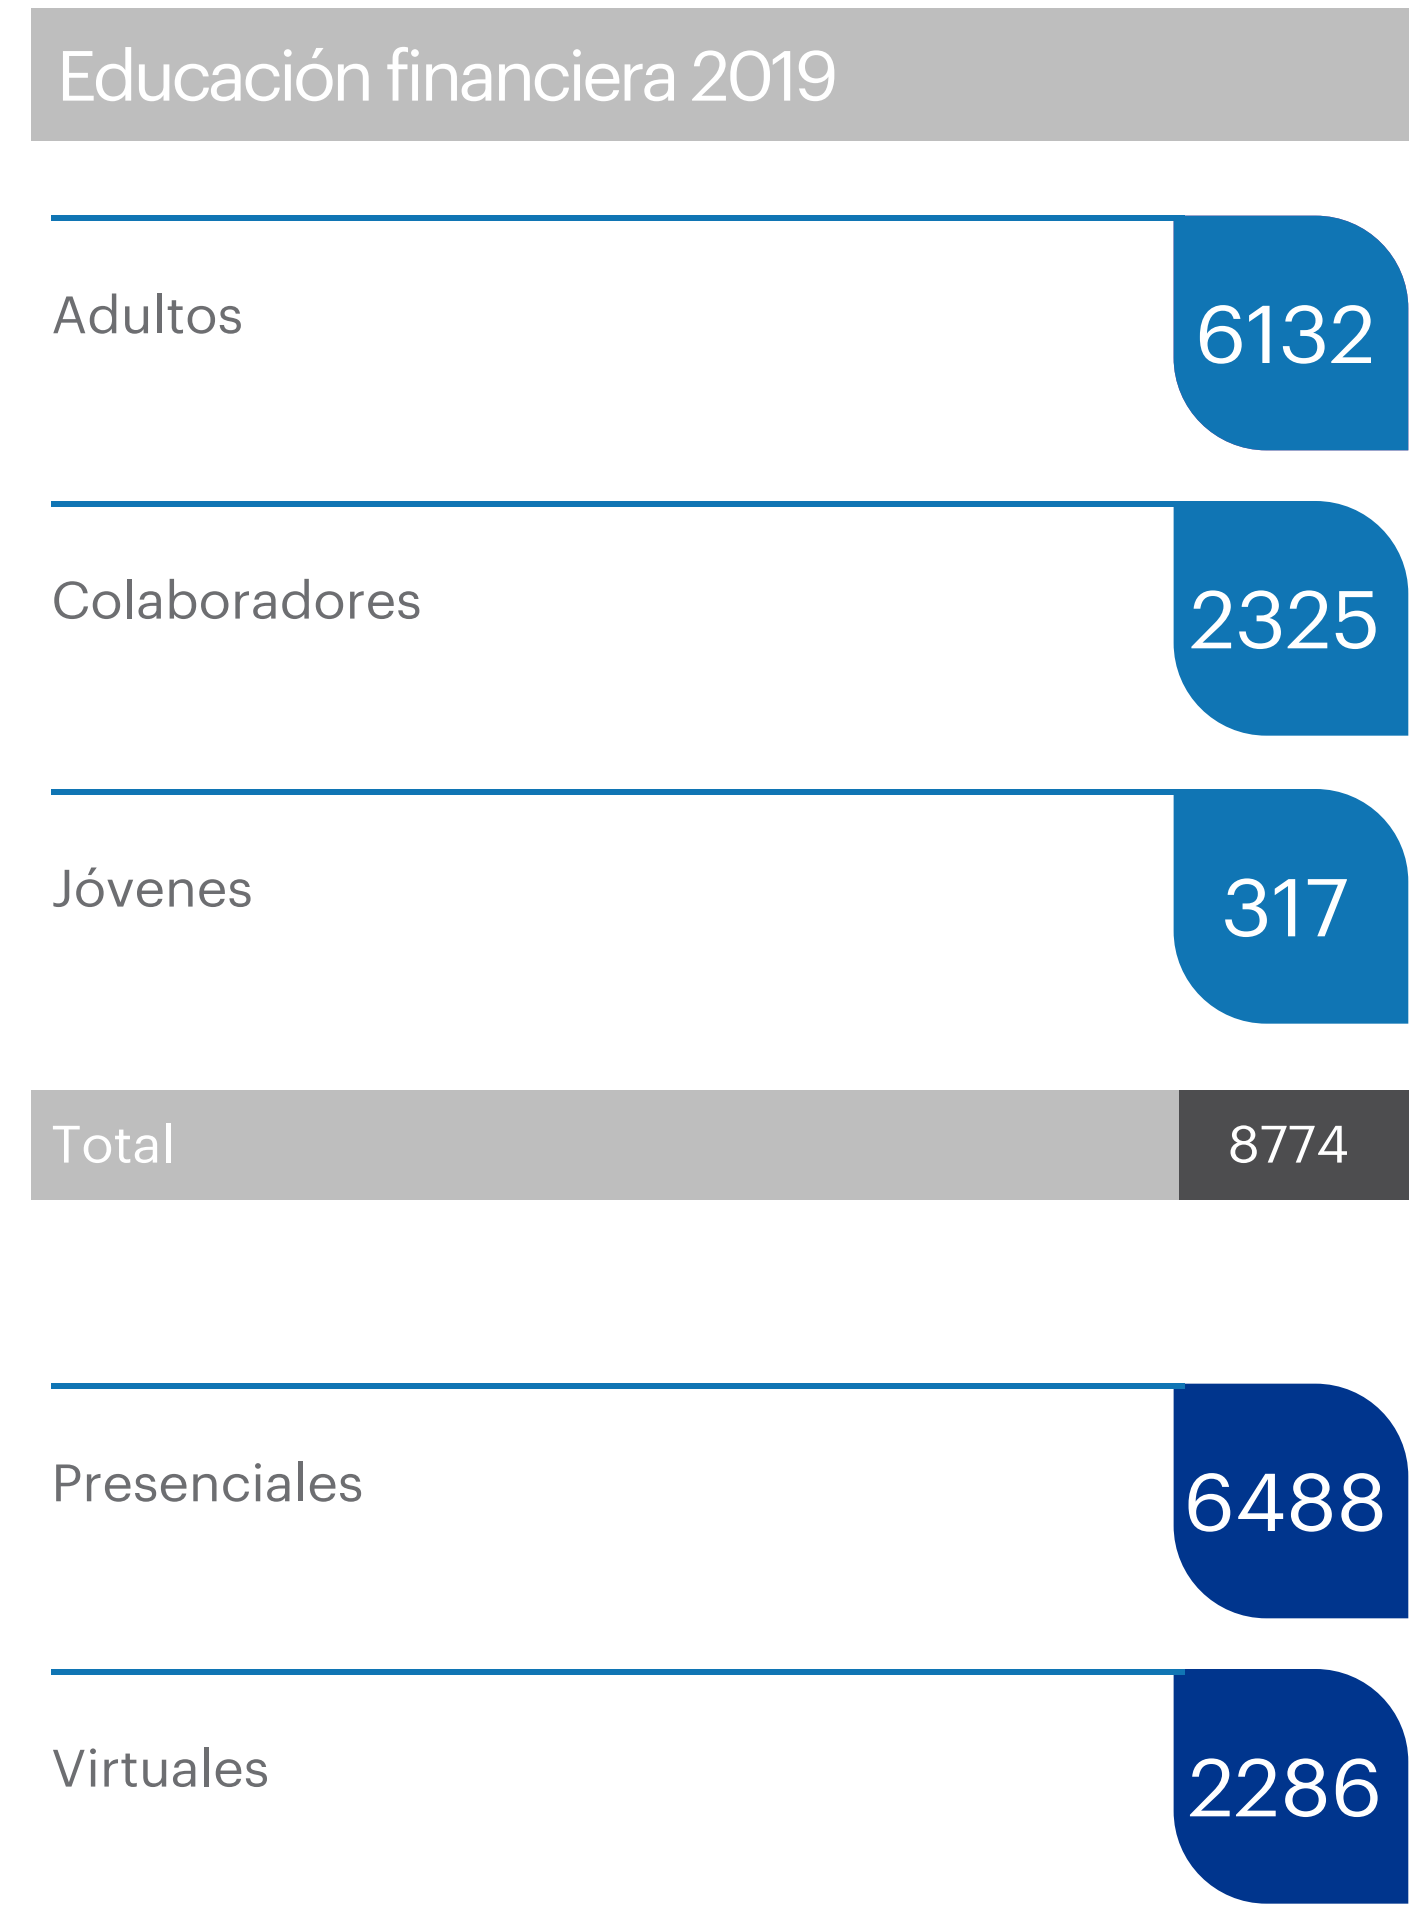 Educación financiera 2019
Adultos
6132
Colaboradores
2325
Jóvenes
317
Total
8774
Presenciales
6488
Virtuales
2286